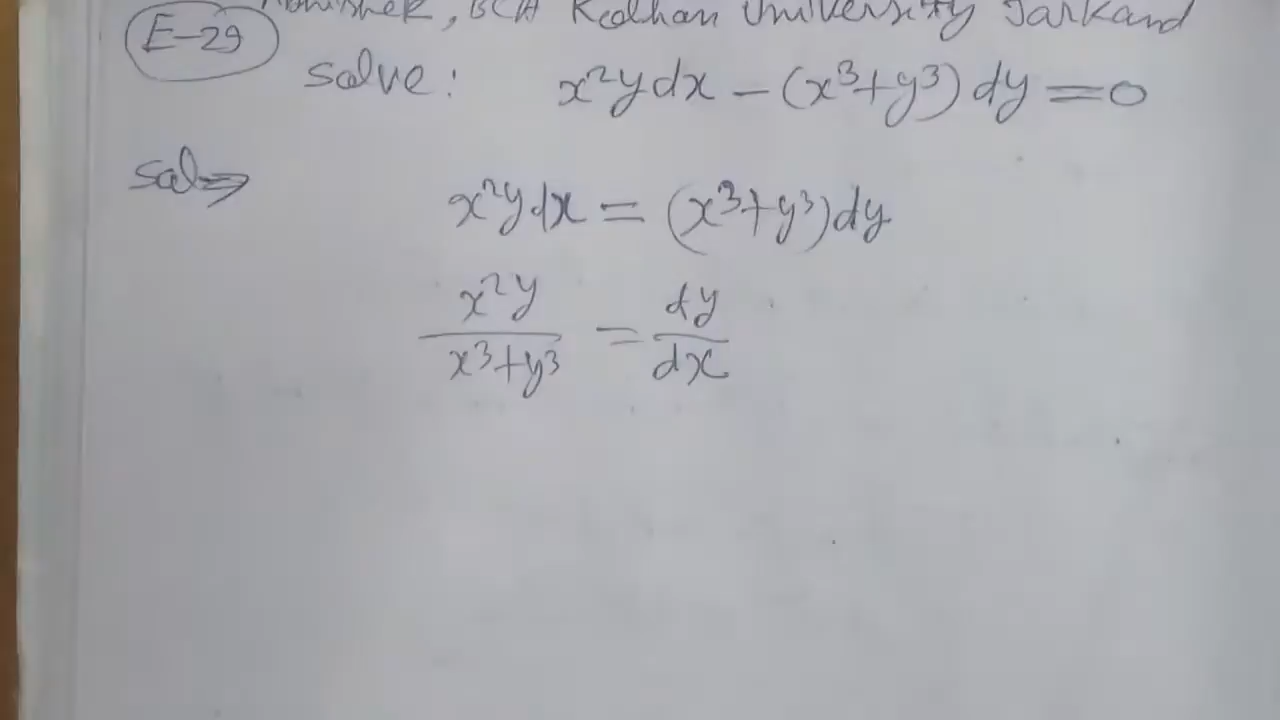 Abhishek, BCA Kolhan University Jarkand
E-29
Solve: x²y dx - (x³+y³) dy = 0
Sol⇒
x²y dx = (x³+y³) dy
x²y / x³+y³ = dy / dx